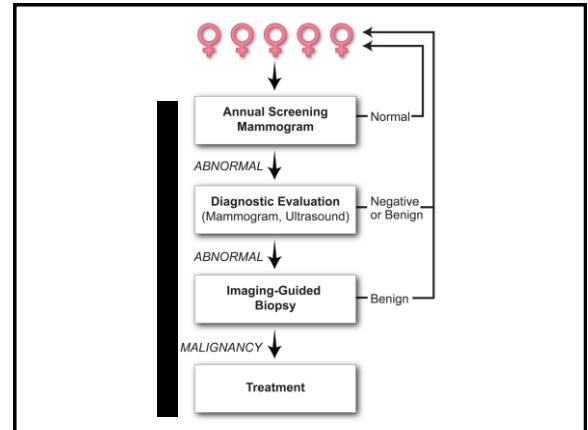 Annual Screening
Mammogram
Normal
ABNORMAL
Diagnostic Evaluation
(Mammogram, Ultrasound)
Negative
or Benign
ABNORMAL
Imaging-Guided
Biopsy
Benign
MALIGNANCY
Treatment